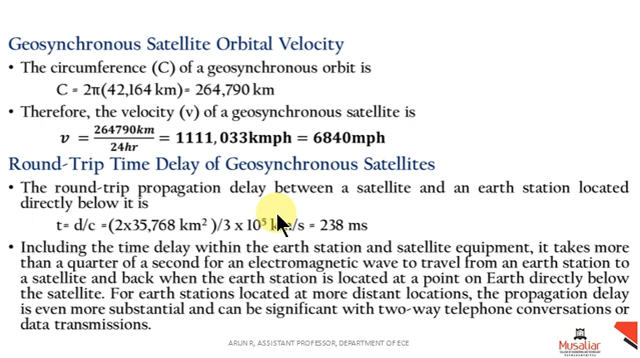 Geosynchronous Satellite Orbital Velocity
• The circumference (C) of a geosynchronous orbit is
C = 2π(42,164 km)= 264,790 km
• Therefore, the velocity (v) of a geosynchronous satellite is
v = 264790km/24hr = 1111,033kmph = 6840mph
Round-Trip Time Delay of Geosynchronous Satellites
• The round-trip propagation delay between a satellite and an earth station located
directly below it is
t= d/c =(2x35,768 km²)/3 x 10⁵ km/s = 238 ms
• Including the time delay within the earth station and satellite equipment, it takes more
than a quarter of a second for an electromagnetic wave to travel from an earth station to
a satellite and back when the earth station is located at a point on Earth directly below
the satellite. For earth stations located at more distant locations, the propagation delay
is even more substantial and can be significant with two-way telephone conversations or
data transmissions.
ARUN R, ASSISTANT PROFESSOR, DEPARTMENT OF ECE
Musaliar